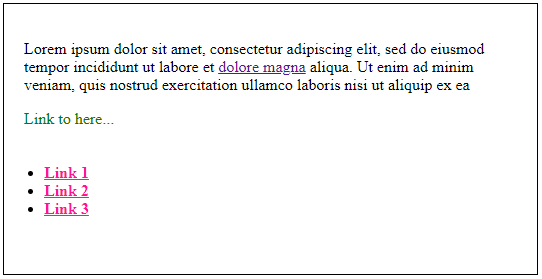 Lorem ipsum dolor sit amet, consectetur adipiscing elit, sed do eiusmod
tempor incididunt ut labore et dolore magna aliqua. Ut enim ad minim
veniam, quis nostrud exercitation ullamco laboris nisi ut aliquip ex ea
Link to here...
Link 1
Link 2
Link 3